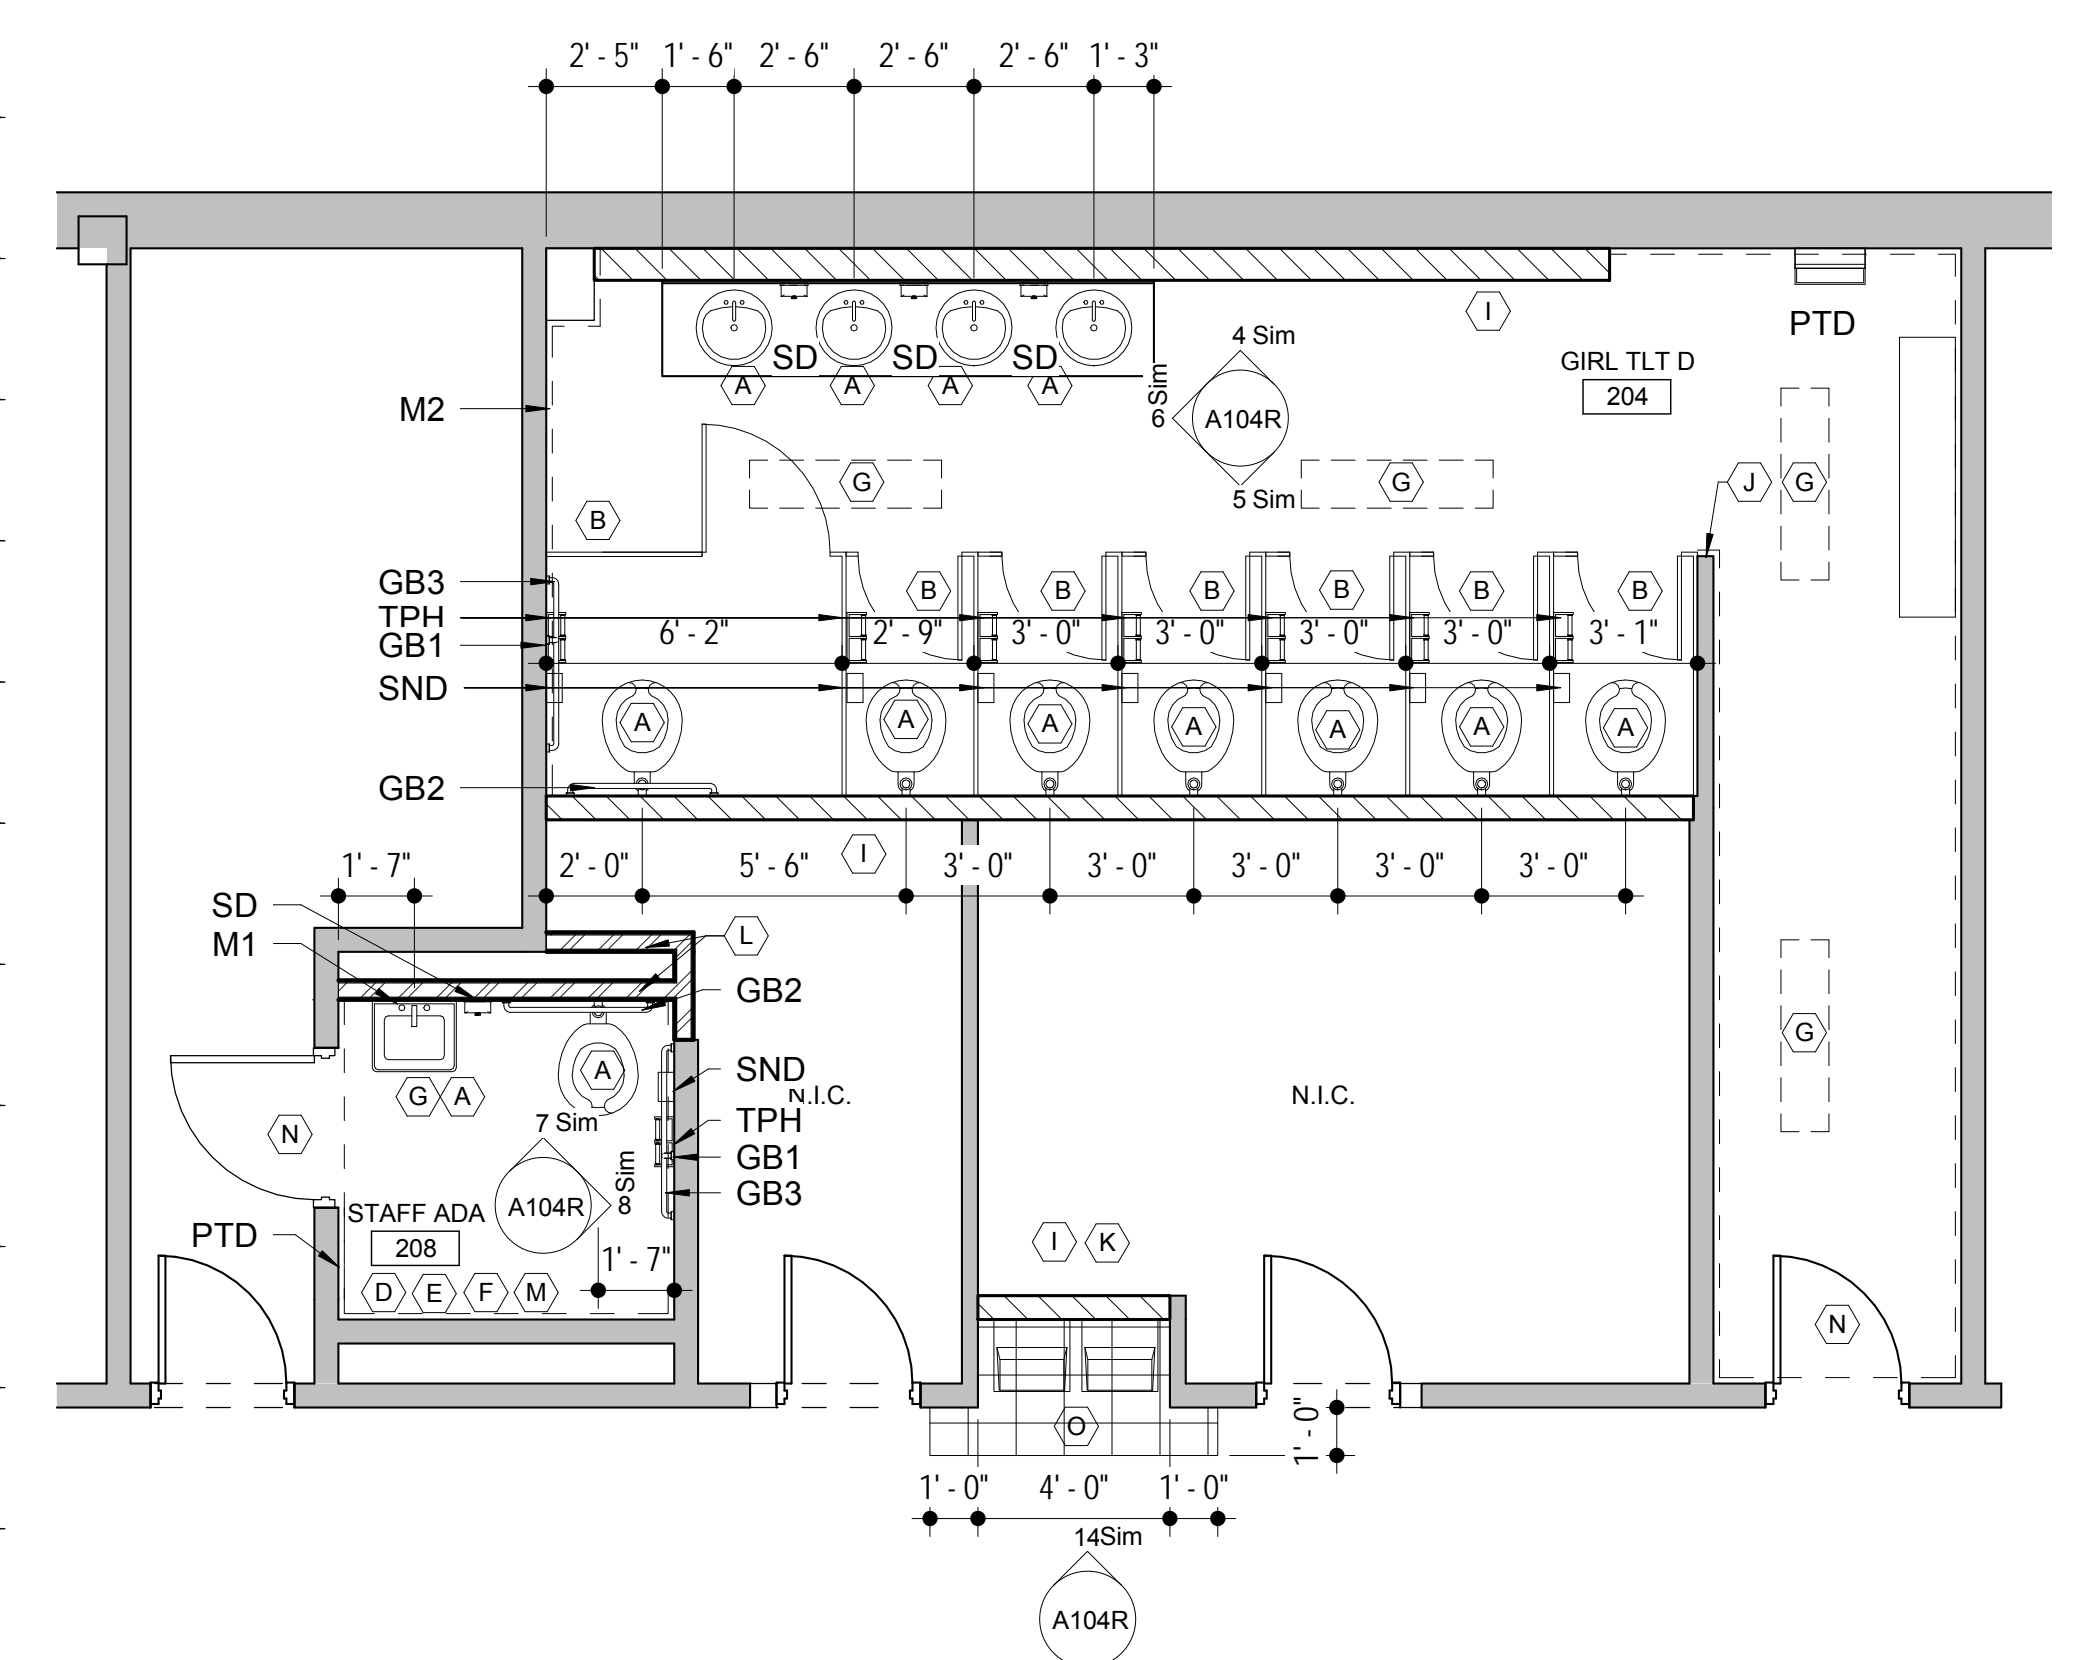 2' - 5" 1' - 6" 2' - 6" 2' - 6" 2' - 6" 1' - 3"
I
PTD
4 Sim
SD SD SD
GIRL TLT D
A A A A
204
M2
6 Sim
A104R
G
G
J G
5 Sim
B
GB3
B B B B B B
TPH
GB1
6' - 2" 2' - 9" 3' - 0" 3' - 0" 3' - 0" 3' - 0" 3' - 1"
SND
A A A A A A A
GB2
I
1' - 7" 2' - 0" 5' - 6" 3' - 0" 3' - 0" 3' - 0" 3' - 0" 3' - 0"
SD
M1
L
GB2
G
A
SND
G A
N.I.C.
N.I.C.
7 Sim
TPH
N
GB1
8 Sim
GB3
A104R
STAFF ADA
208
PTD
I K
1' - 7"
D E F M
N
O
1' - 0"
1' - 0" 4' - 0" 1' - 0"
14Sim
A104R